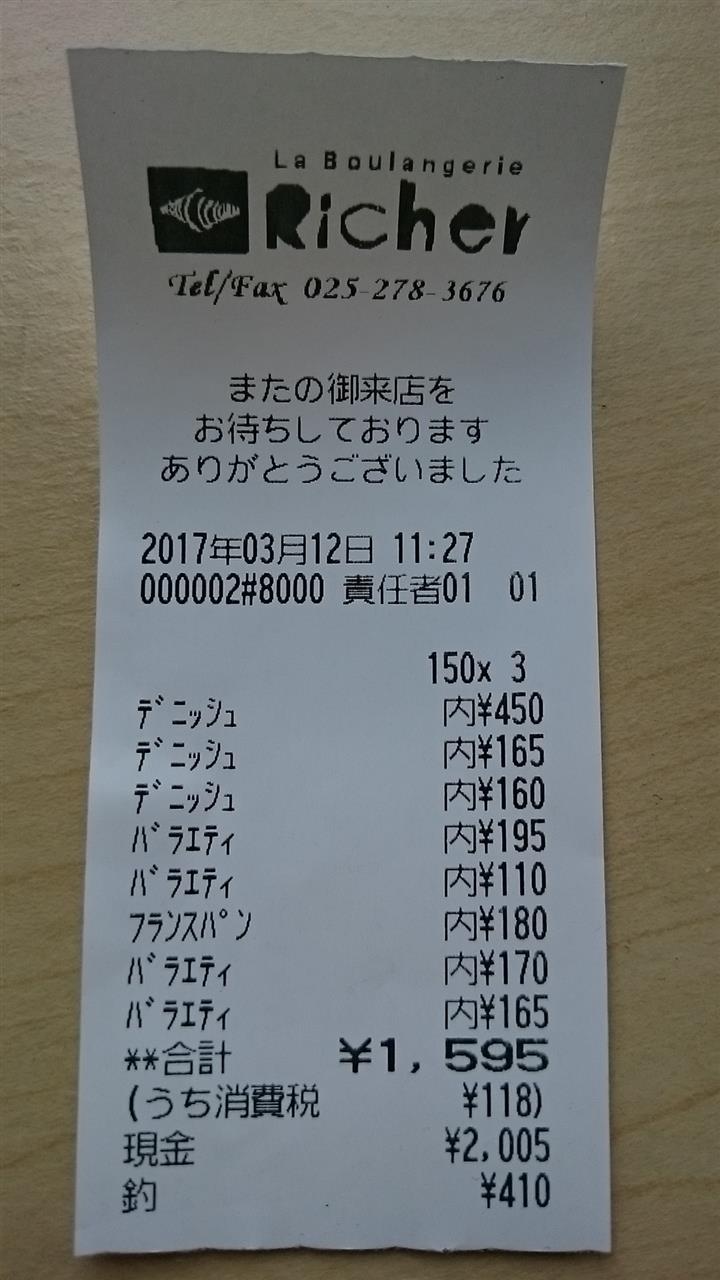 La Boulangerie
Richer
Tel/Fax 025-278-3676
またの御来店を
お待ちしております
ありがとうございました
2017年03月12日 11:27
000002#8000 責任者01 01
150x 3
ﾃﾞﾆｯｼｭ 内¥450
ﾃﾞﾆｯｼｭ 内¥165
ﾃﾞﾆｯｼｭ 内¥160
ﾊﾞﾗｴﾃｨ 内¥195
ﾊﾞﾗｴﾃｨ 内¥110
ﾌﾗﾝｽﾊﾟﾝ 内¥180
ﾊﾞﾗｴﾃｨ 内¥170
ﾊﾞﾗｴﾃｨ 内¥165
**合計 ¥1,595
(うち消費税 ¥118)
現金 ¥2,005
釣 ¥410